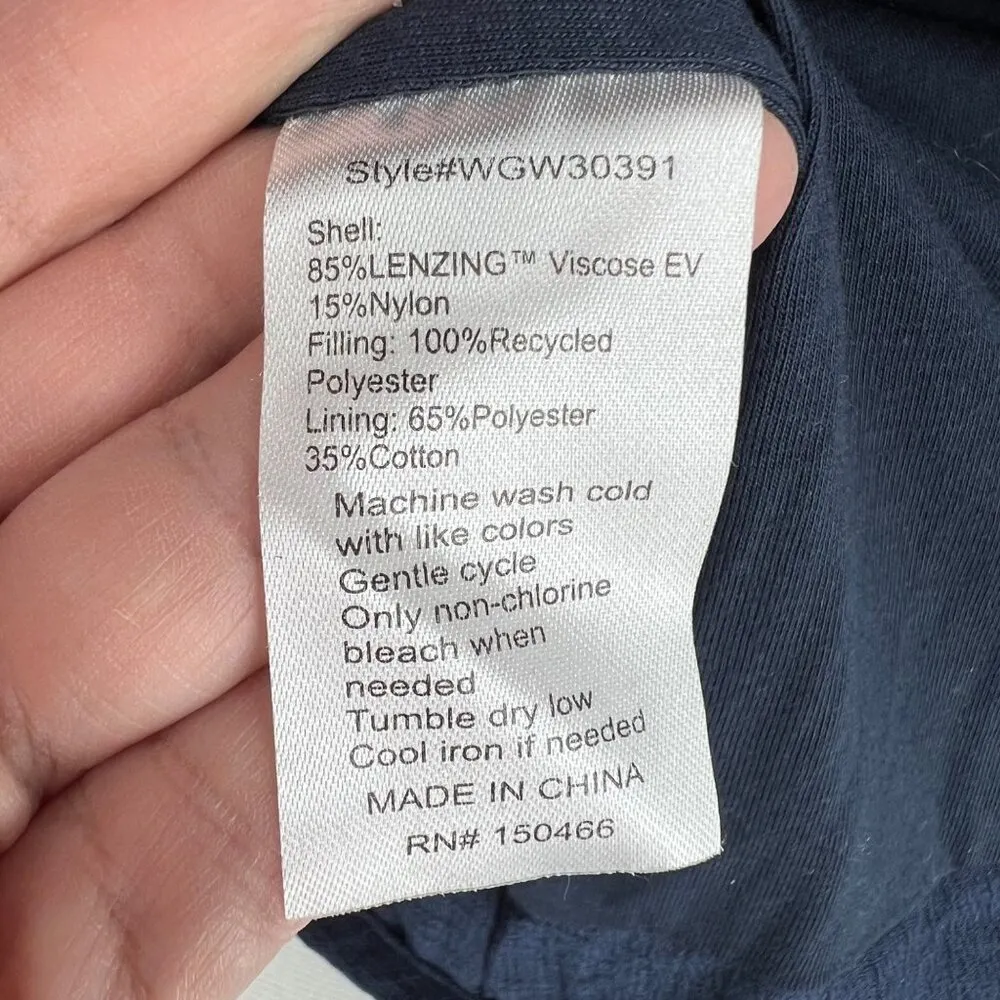 Style#WGW30391
Shell:
85%LENZING™ Viscose EV
15%Nylon
Filling: 100%Recycled
Polyester
Lining: 65%Polyester
35%Cotton
Machine wash cold
with like colors
Gentle cycle
Only non-chlorine
bleach when
needed
Tumble dry low
Cool iron if needed
MADE IN CHINA
RN# 150466